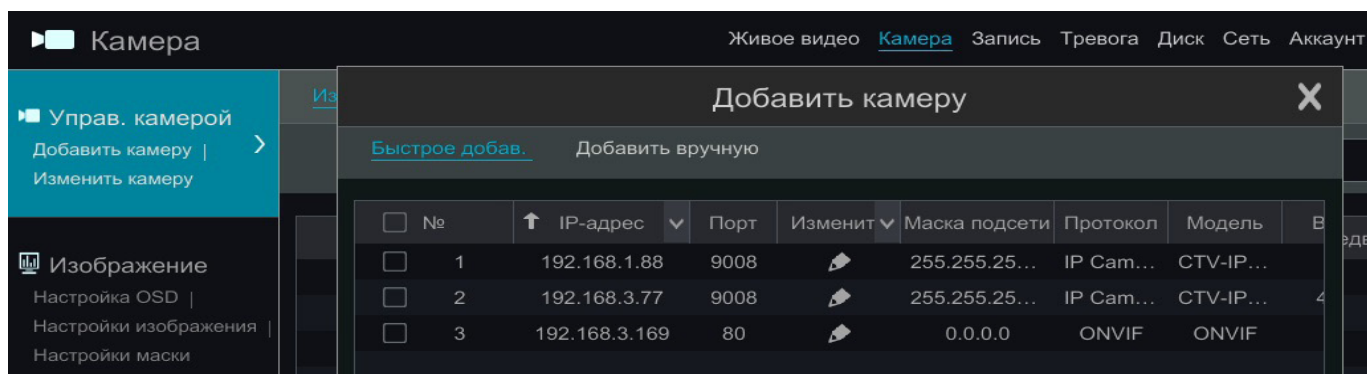 Камера
Живое видео Камера Запись Тревога Диск Сеть Аккаунт
Управ. камерой
Добавить камеру |
Изменить камеру
Изображение
Настройка OSD |
Настройки изображения |
Настройки маски
Из
Добавить камеру
Быстрое добав. Добавить вручную
№ IP-адрес Порт Изменит Маска подсети Протокол Модель В
1 192.168.1.88 9008 255.255.25... IP Cam... CTV-IP...
2 192.168.3.77 9008 255.255.25... IP Cam... CTV-IP... 4
3 192.168.3.169 80 0.0.0.0 ONVIF ONVIF